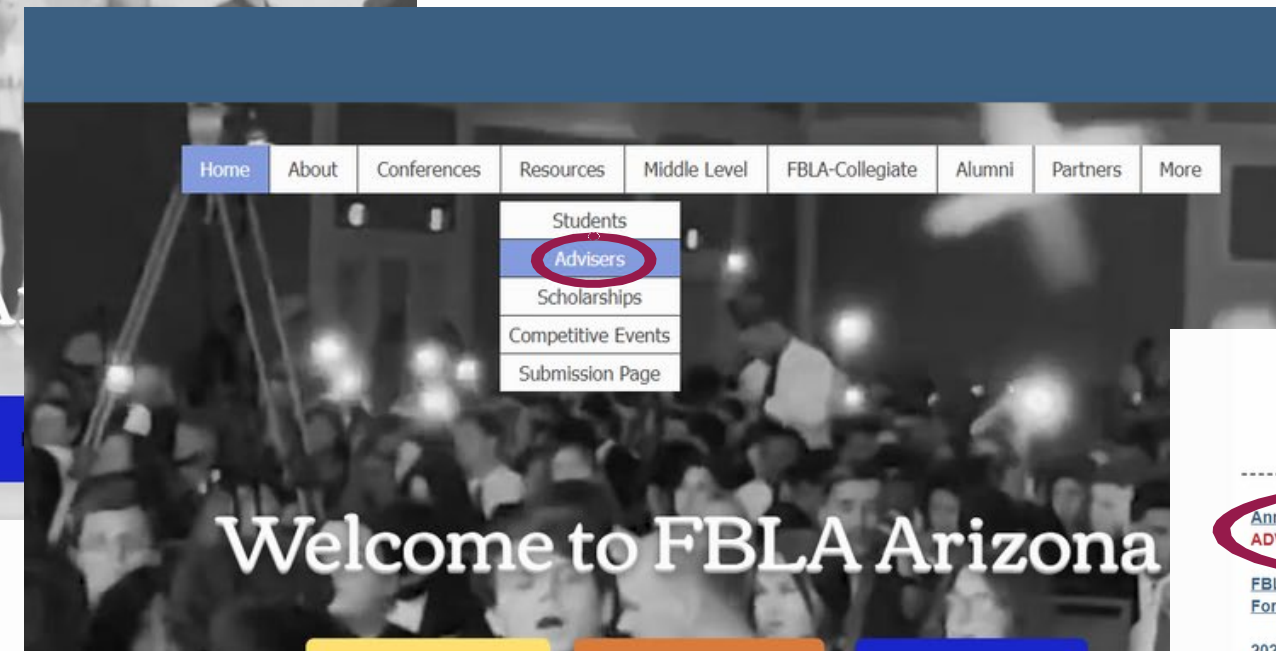 Home About Conferences Resources Middle Level FBLA-Collegiate Alumni Partners More
Students
Advisers
Scholarships
Competitive Events
Submission Page
Welcome to FBLA Arizona